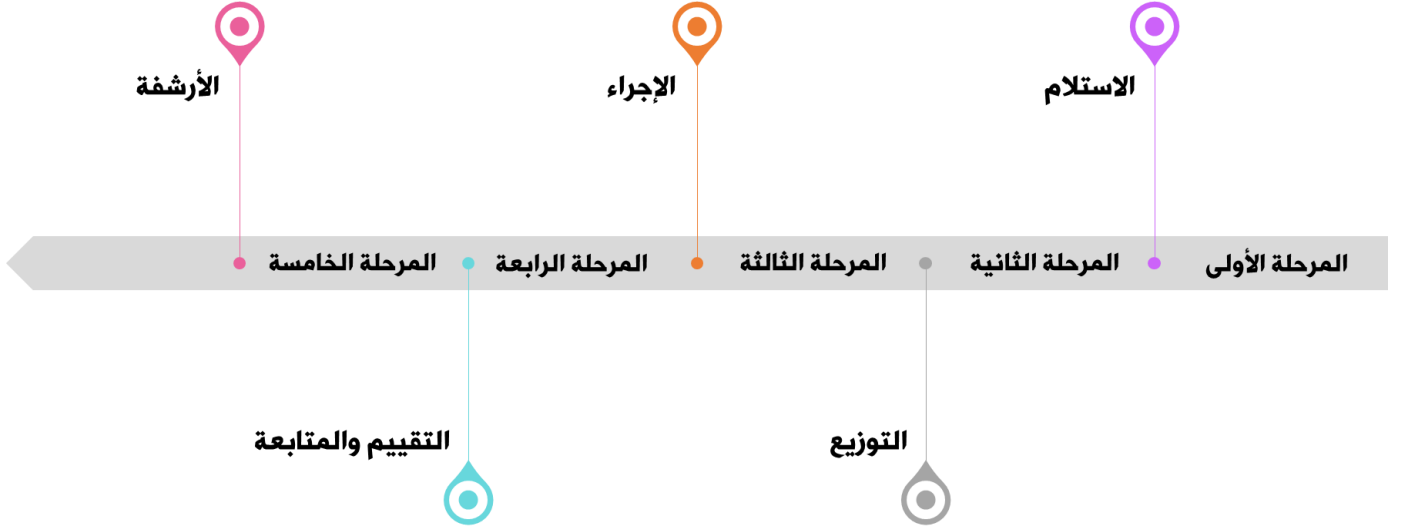 الاستلام
الإجراء
الأرشفة
المرحلة الأولى
المرحلة الثانية
المرحلة الثالثة
المرحلة الرابعة
المرحلة الخامسة
التوزيع
التقييم والمتابعة